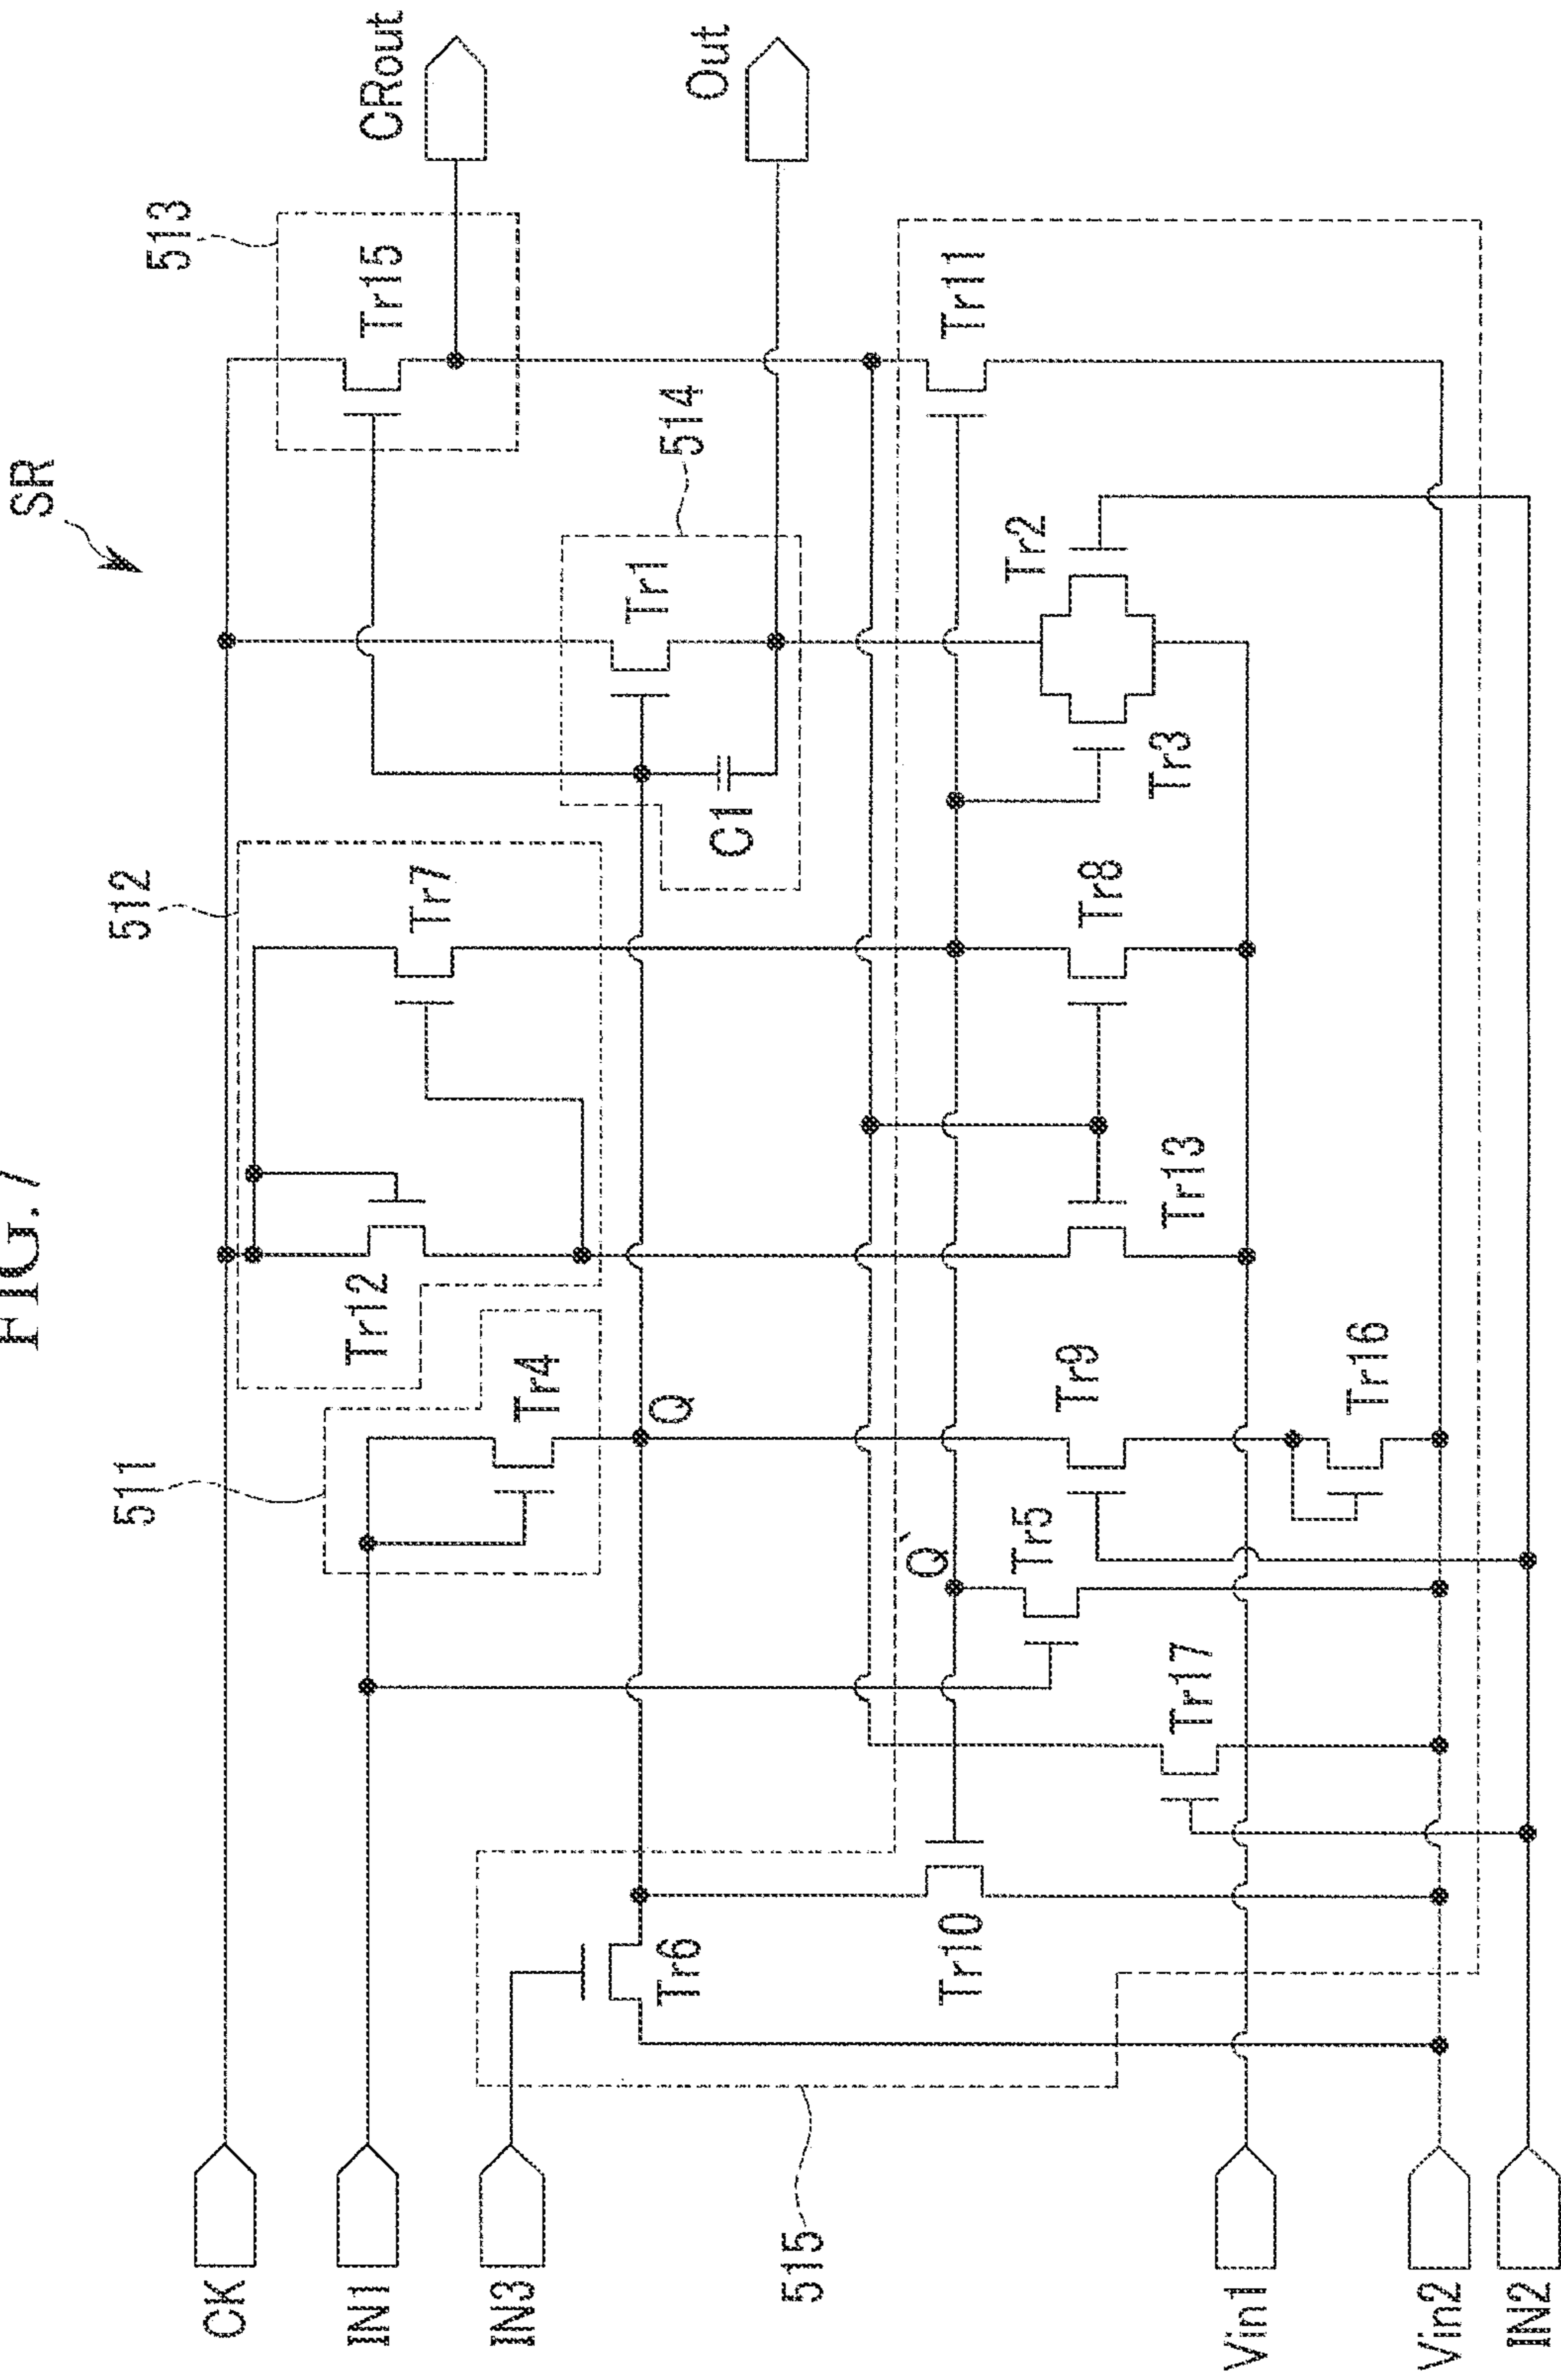 FIG. 7
SR
CK
IN1
IN3
Vin1
Vin2
IN2
CRout
Out
511
512
513
514
515
Tr4
Tr12
Tr7
Tr15
Tr1
C1
Q
Q`
Tr6
Tr10
Tr17
Tr5
Tr9
Tr16
Tr13
Tr8
Tr3
Tr2
Tr11